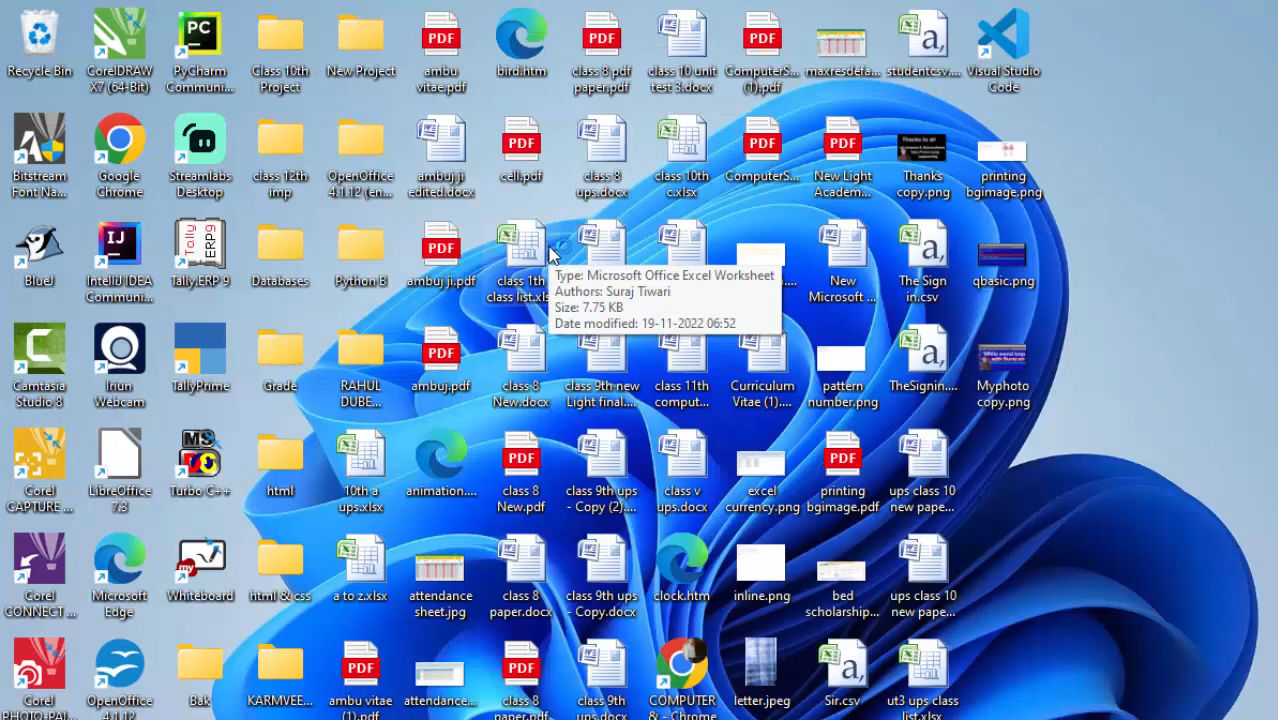 Recycle Bin
CorelDRAW
X7 (64-Bit)
PyCharm
Communi...
Class 10th
Project
New Project
ambu
vitae.pdf
bird.htm
class 8 pdf
paper.pdf
class 10 unit
test 3.docx
ComputerS...
(1).pdf
maxresdefa...
studentcsv....
Visual Studio
Code
Bitstream
Font Na...
Google
Chrome
Streamlabs
Desktop
class 12th
imp
OpenOffice
4.1.12 (en...
ambuj ji
edited.docx
cell.pdf
class 8
ups.docx
class 10th
c.xlsx
ComputerS...
New Light
Academ...
Thanks
copy.png
printing
bgimage.png
BlueJ
IntelliJ IDEA
Communi...
Tally.ERP 9
Databases
Python B
ambuj ji.pdf
class 1th
class list.xls
Type: Microsoft Office Excel Worksheet
Authors: Suraj Tiwari
Size: 7.75 KB
Date modified: 19-11-2022 06:52
New
Microsoft ...
The Sign
in.csv
qbasic.png
Camtasia
Studio 8
Iriun
Webcam
TallyPrime
Grade
RAHUL
DUBE...
ambuj.pdf
class 8
New.docx
class 9th new
Light final....
class 11th
comput...
Curriculum
Vitae (1)....
pattern
number.png
TheSignin....
Myphoto
copy.png
Corel
CAPTURE ...
LibreOffice
7.3
Turbo C++
html
10th a
ups.xlsx
animation....
class 8
New.pdf
class 9th ups
- Copy (2)....
class v
ups.docx
excel
currency.png
printing
bgimage.pdf
ups class 10
new pape...
Corel
CONNECT ...
Microsoft
Edge
Whiteboard
html & css
a to z.xlsx
attendance
sheet.jpg
class 8
paper.docx
class 9th ups
- Copy.docx
clock.htm
inline.png
bed
scholarship...
ups class 10
new pape...
Corel
PHOTO-PAI...
OpenOffice
4.1.12
Bak
KARMVEE...
ambu vitae
(1).pdf
attendance...
class 8
paper.pdf
class 9th
ups.docx
COMPUTER
& - Chrome
letter.jpeg
Sir.csv
ut3 ups class
list.xlsx